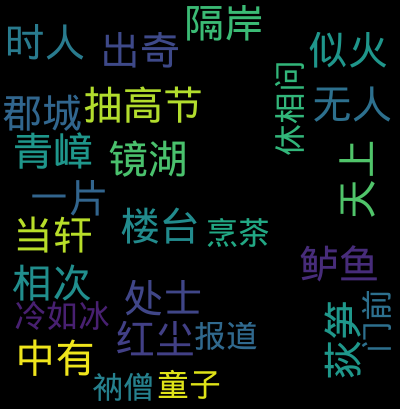 隔岸
时人
出奇
似火
休相问
郡城
抽高节
无人
青嶂
镜湖
天上
一片
当轩
楼台
烹茶
鲈鱼
相次
处士
冷如冰
红尘
报道
荻笋
门前
中有
衲僧
童子